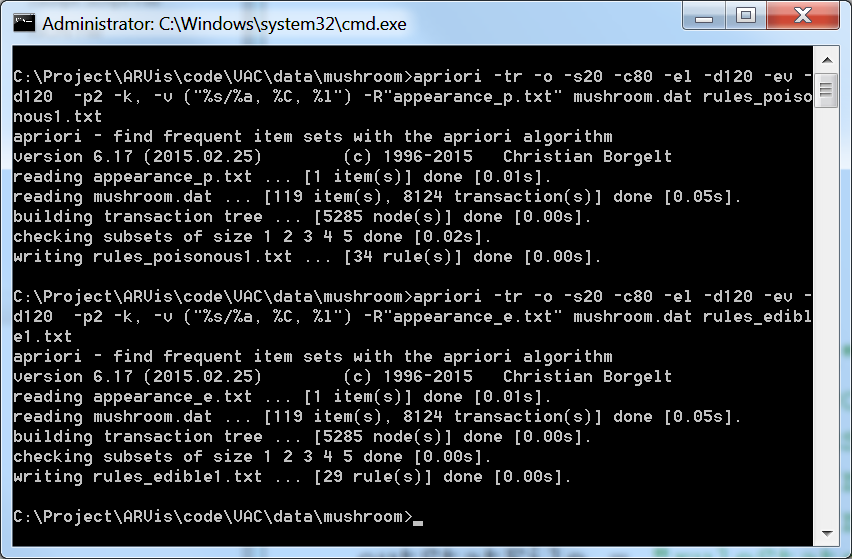 Administrator: C:\Windows\system32\cmd.exe
C:\Project\ARVis\code\VAC\data\mushroom>apriori -tr -o -s20 -c80 -el -d120 -ev -
d120  -p2 -k, -v ("%s/%a, %C, %l") -R"appearance_p.txt" mushroom.dat rules_poiso
nous1.txt
apriori - find frequent item sets with the apriori algorithm
version 6.17 (2015.02.25)        (c) 1996-2015   Christian Borgelt
reading appearance_p.txt ... [1 item(s)] done [0.01s].
reading mushroom.dat ... [119 item(s), 8124 transaction(s)] done [0.05s].
building transaction tree ... [5285 node(s)] done [0.00s].
checking subsets of size 1 2 3 4 5 done [0.02s].
writing rules_poisonous1.txt ... [34 rule(s)] done [0.00s].
C:\Project\ARVis\code\VAC\data\mushroom>apriori -tr -o -s20 -c80 -el -d120 -ev -
d120  -p2 -k, -v ("%s/%a, %C, %l") -R"appearance_e.txt" mushroom.dat rules_edibl
e1.txt
apriori - find frequent item sets with the apriori algorithm
version 6.17 (2015.02.25)        (c) 1996-2015   Christian Borgelt
reading appearance_e.txt ... [1 item(s)] done [0.01s].
reading mushroom.dat ... [119 item(s), 8124 transaction(s)] done [0.05s].
building transaction tree ... [5285 node(s)] done [0.00s].
checking subsets of size 1 2 3 4 5 done [0.00s].
writing rules_edible1.txt ... [29 rule(s)] done [0.00s].
C:\Project\ARVis\code\VAC\data\mushroom>_